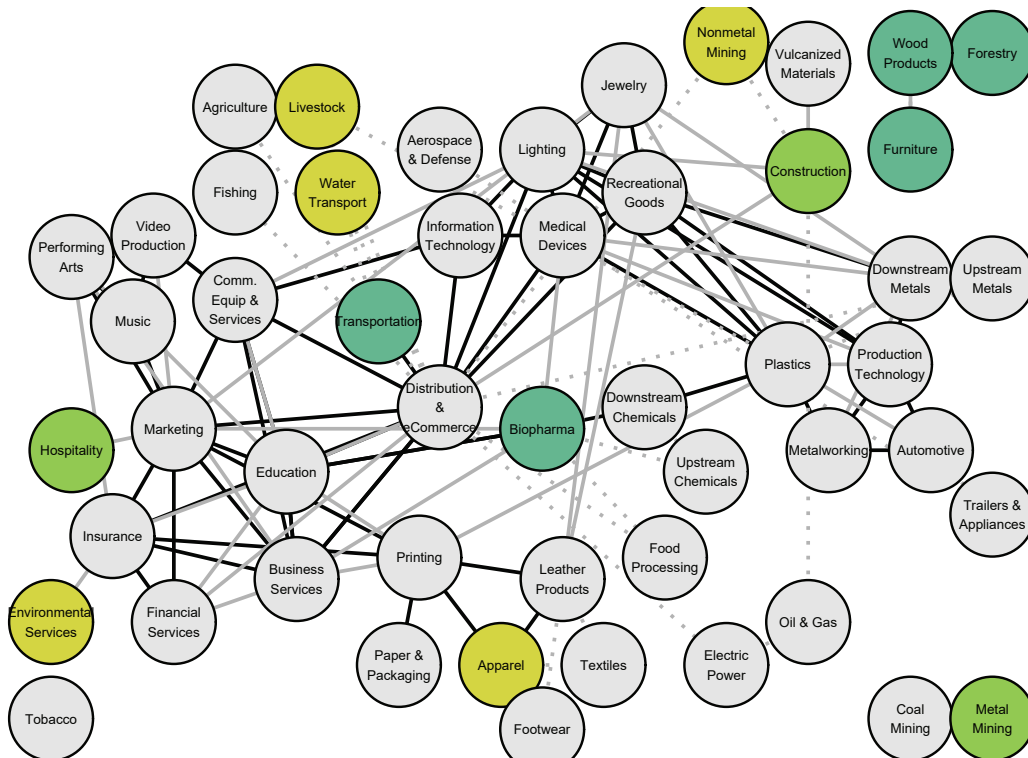 Nonmetal
Mining
Vulcanized
Materials
Wood
Products
Forestry
Jewelry
Agriculture
Livestock
Aerospace
& Defense
Lighting
Furniture
Construction
Fishing
Water
Transport
Recreational
Goods
Video
Production
Information
Technology
Medical
Devices
Performing
Arts
Comm.
Equip &
Services
Downstream
Metals
Upstream
Metals
Music
Transportation
Plastics
Production
Technology
Distribution &
eCommerce
Downstream
Chemicals
Marketing
Biopharma
Hospitality
Metalworking
Automotive
Education
Upstream
Chemicals
Trailers &
Appliances
Insurance
Printing
Food
Processing
Business
Services
Leather
Products
Environmental
Services
Financial
Services
Oil & Gas
Paper &
Packaging
Apparel
Textiles
Electric
Power
Tobacco
Footwear
Coal
Mining
Metal
Mining